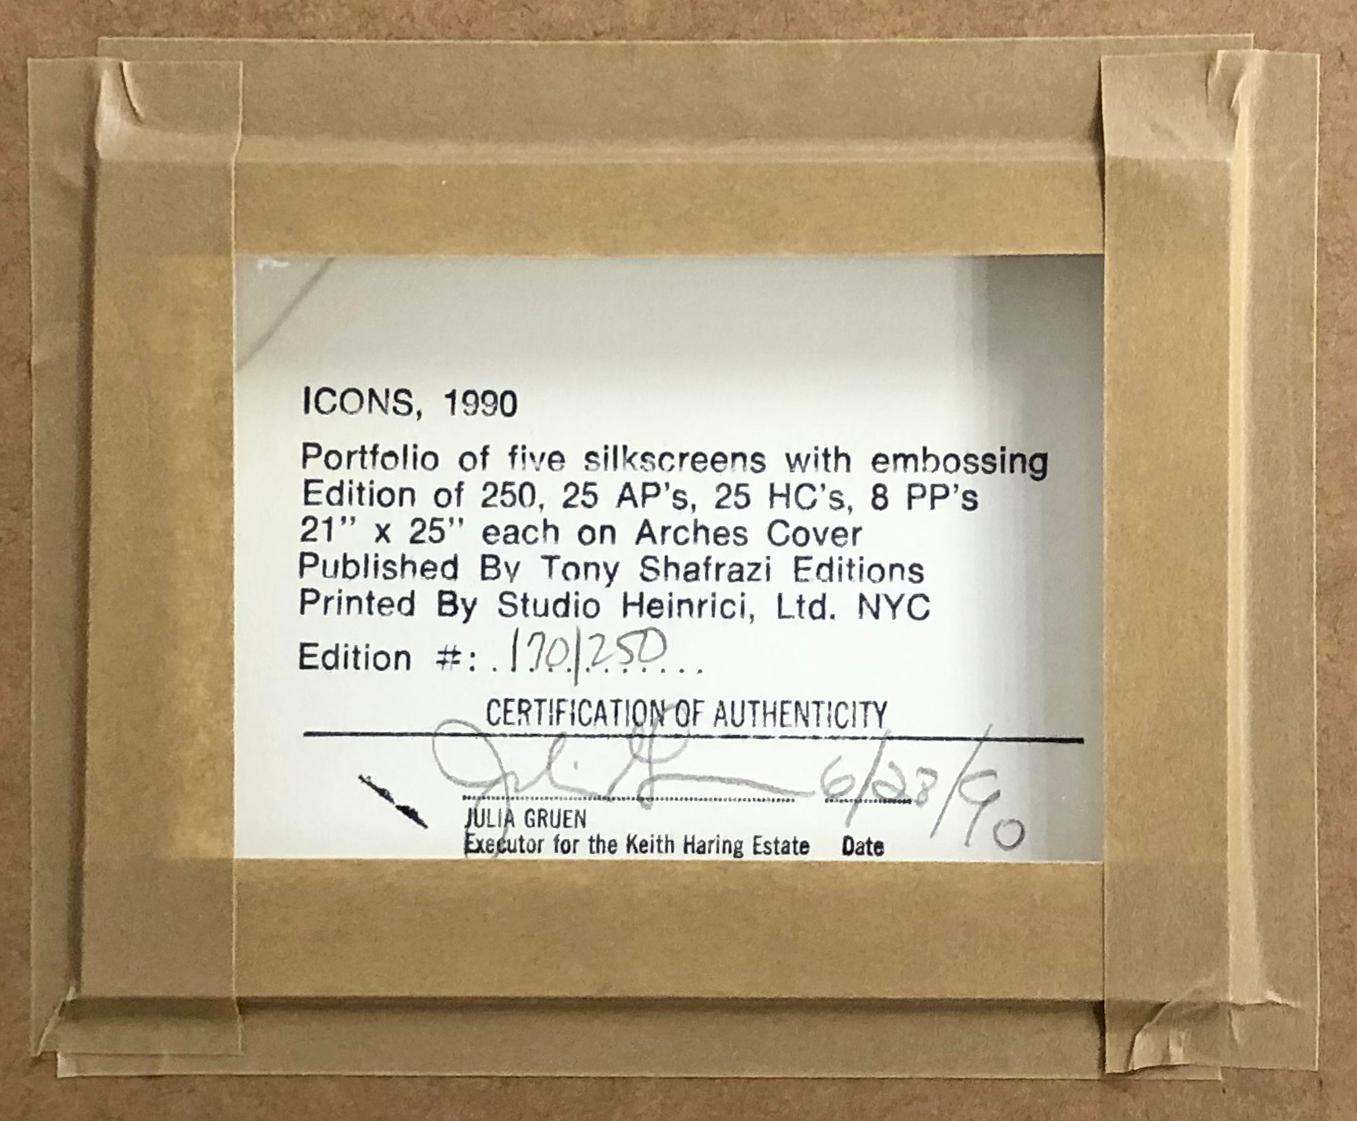 ICONS, 1990
Portfolio of five silkscreens with embossing
Edition of 250, 25 AP's, 25 HC's, 8 PP's
21" x 25" each on Arches Cover
Published By Tony Shafrazi Editions
Printed By Studio Heinrici, Ltd. NYC
Edition #: 170/250
CERTIFICATION OF AUTHENTICITY
Julia Gruen 6/28/90
JULIA GRUEN
Executor for the Keith Haring Estate Date